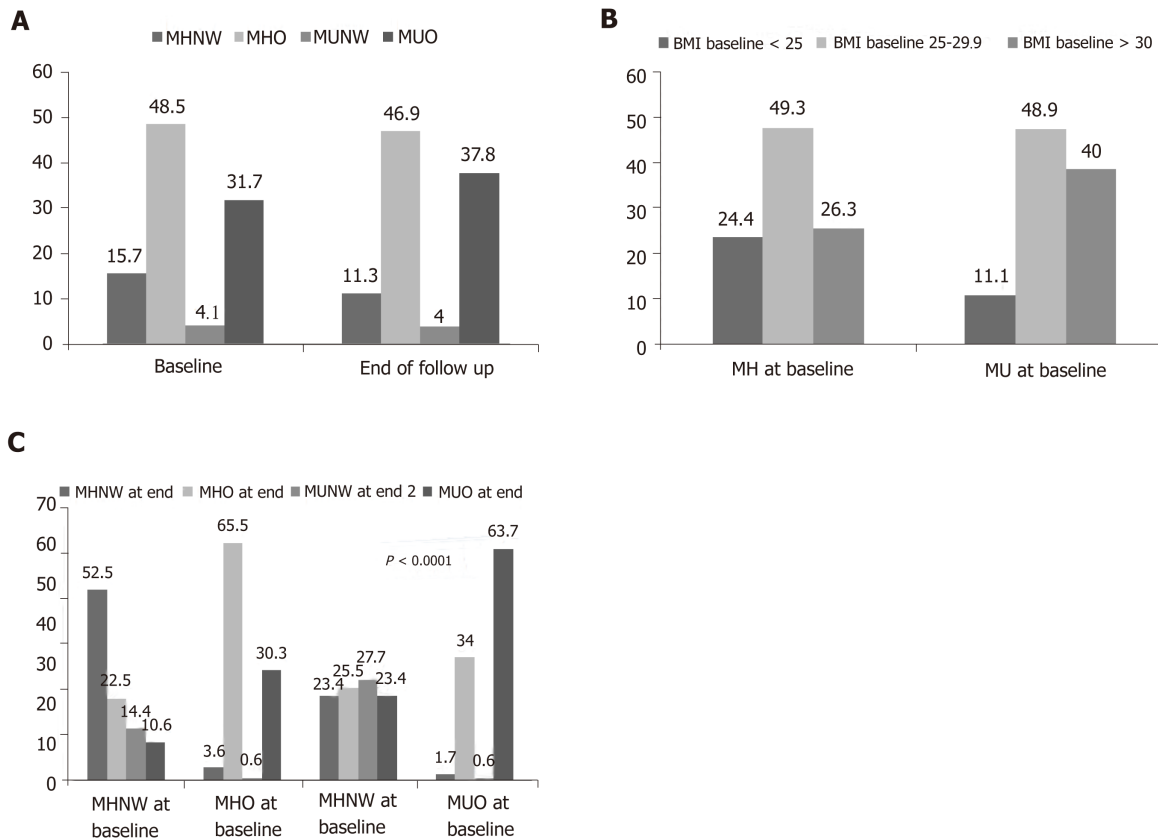 A
MHNW MHO MUNW MUO
60
50
40
30
20
10
0
15.7
48.5
4.1
31.7
11.3
46.9
4
37.8
Baseline
End of follow up
B
BMI baseline < 25 BMI baseline 25-29.9 BMI baseline > 30
60
50
40
30
20
10
0
24.4
49.3
26.3
11.1
48.9
40
MH at baseline
MU at baseline
C
MHNW at end MHO at end MUNW at end 2 MUO at end
70
60
50
40
30
20
10
0
52.5
22.5
14.4
10.6
3.6
65.5
0.6
30.3
23.4
25.5
27.7
23.4
1.7
34
0.6
63.7
P < 0.0001
MHNW at
baseline
MHO at
baseline
MHNW at
baseline
MUO at
baseline